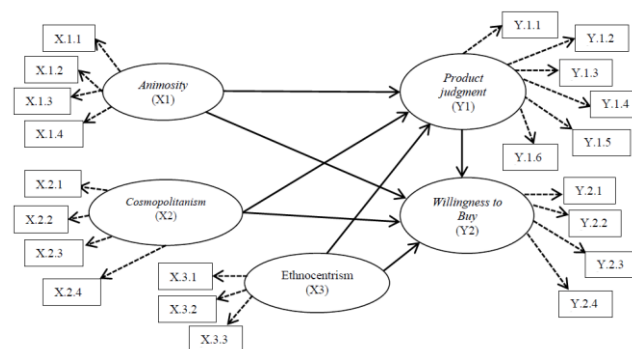 X.1.1
X.1.2
X.1.3
X.1.4
Animosity
(X1)
Product
judgment
(Y1)
Y.1.1
Y.1.2
Y.1.3
Y.1.4
Y.1.5
Y.1.6
X.2.1
X.2.2
X.2.3
X.2.4
Cosmopolitanism
(X2)
Willingness to
Buy
(Y2)
Y.2.1
Y.2.2
Y.2.3
Y.2.4
X.3.1
X.3.2
X.3.3
Ethnocentrism
(X3)